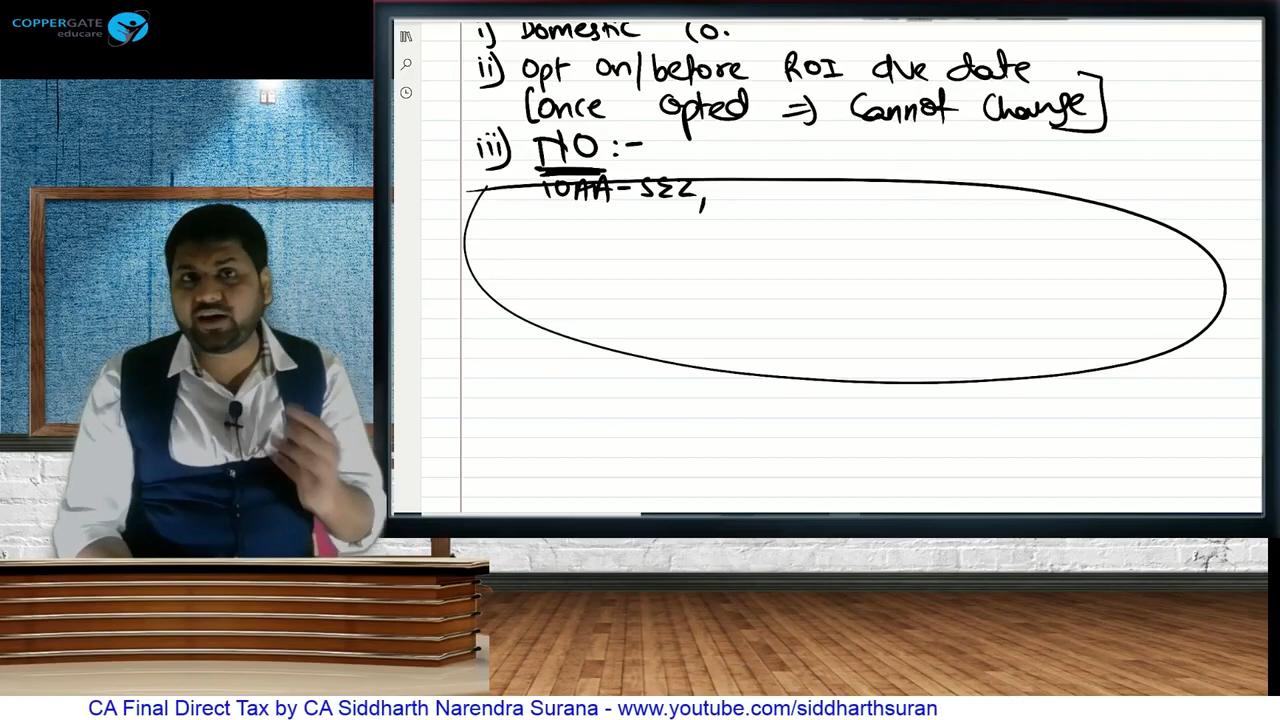 COPPERGATE
educare
i) Domestic Co.
ii) Opt on/before ROI due date
[Once opted => Cannot Change]
iii) NO :-
10AA - SEZ,
CA Final Direct Tax by CA Siddharth Narendra Surana - www.youtube.com/siddharthsuran